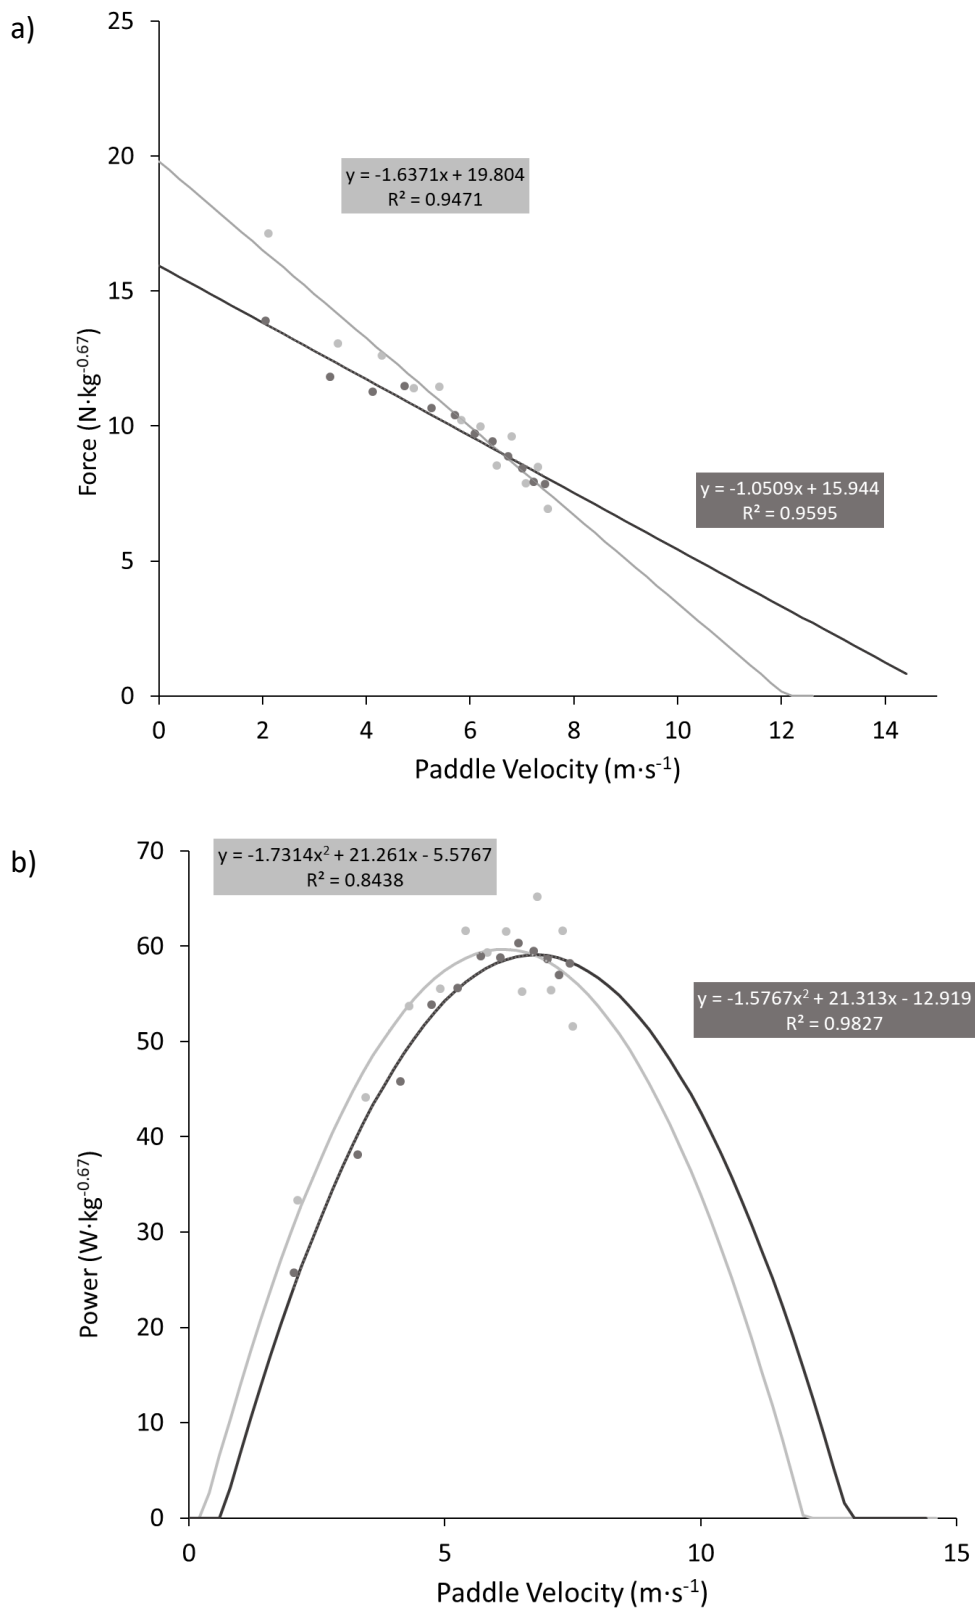 a)
25
20
15
10
5
0
Force (N·kg⁻⁰·⁶⁷)
y = -1.6371x + 19.804
R² = 0.9471
y = -1.0509x + 15.944
R² = 0.9595
0 2 4 6 8 10 12 14
Paddle Velocity (m·s⁻¹)
b)
70
60
50
40
30
20
10
0
Power (W·kg⁻⁰·⁶⁷)
y = -1.7314x² + 21.261x - 5.5767
R² = 0.8438
y = -1.5767x² + 21.313x - 12.919
R² = 0.9827
0 5 10 15
Paddle Velocity (m·s⁻¹)